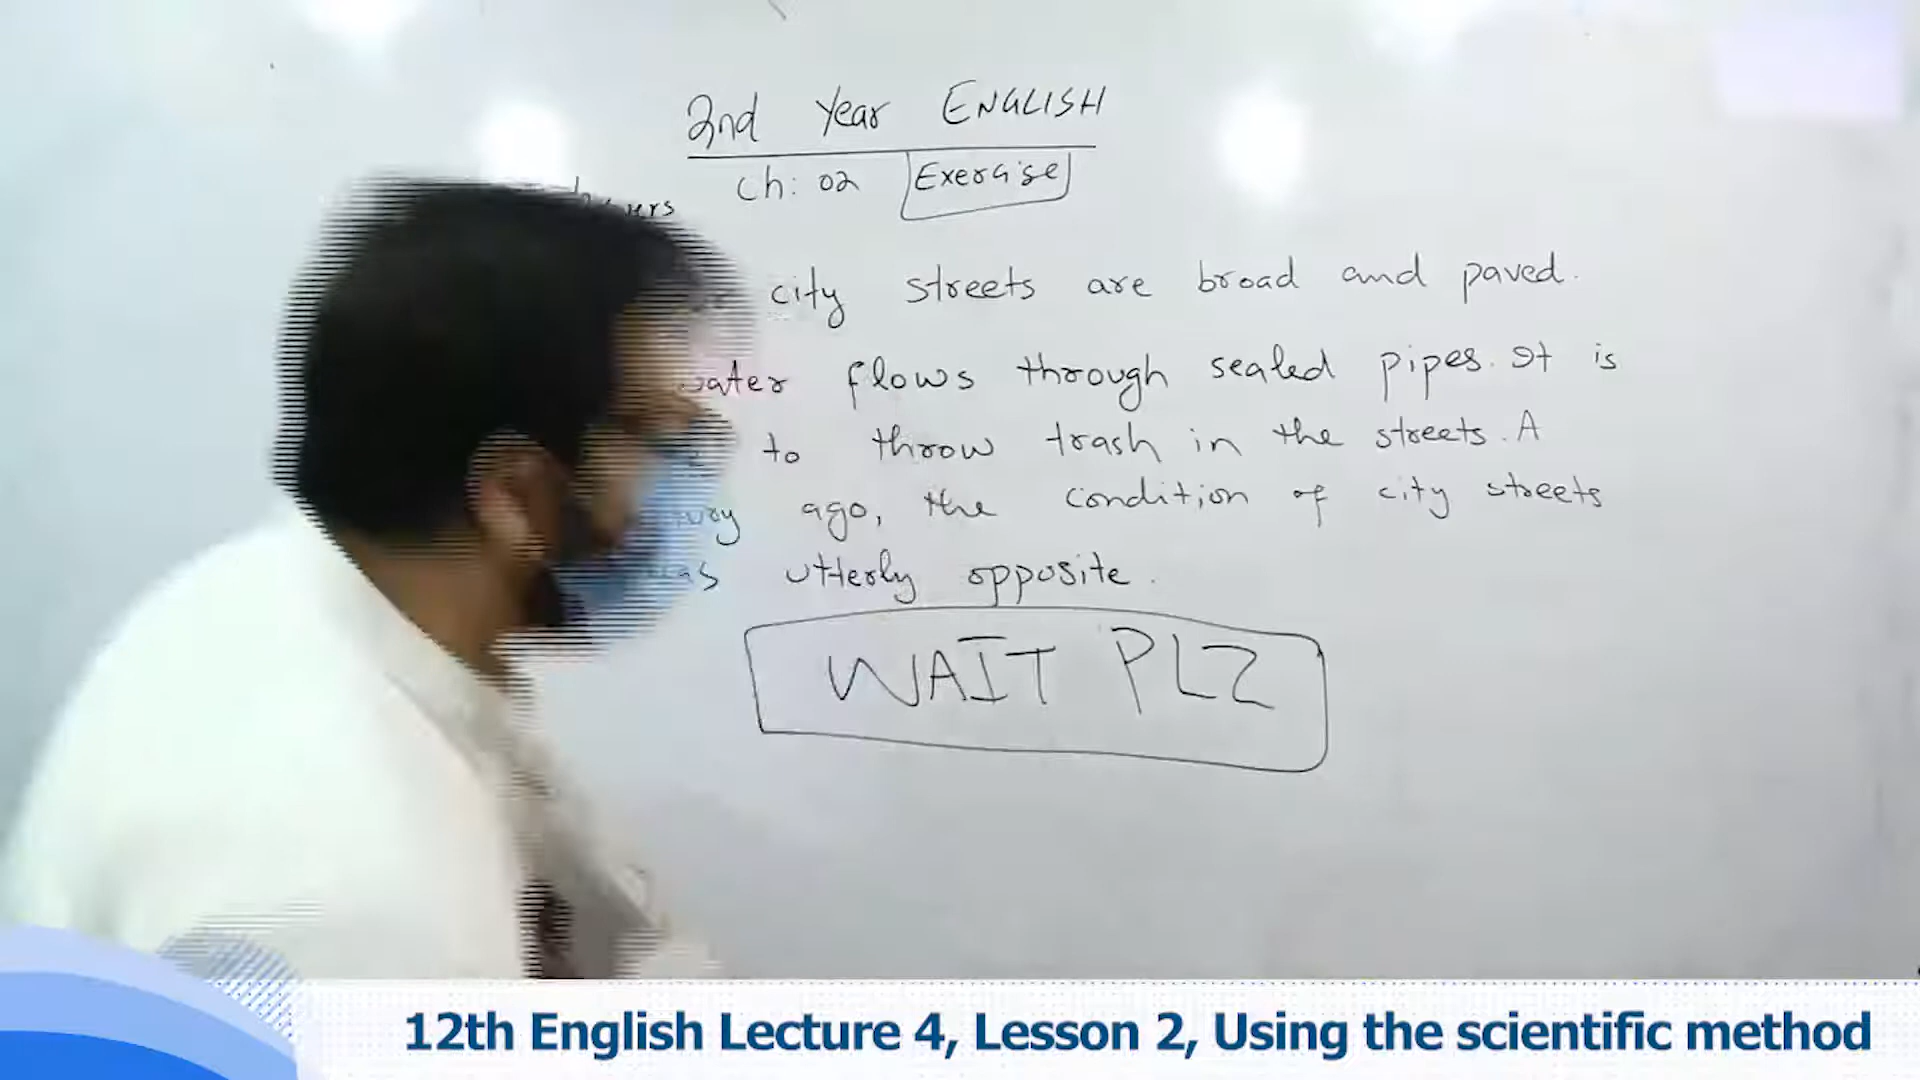 2nd Year ENGLISH
Ch: 02 Exercise
city streets are broad and paved.
water flows through sealed pipes. It is
to throw trash in the streets. A
ago, the condition of city streets
was utterly opposite.
WAIT PLZ
12th English Lecture 4, Lesson 2, Using the scientific method